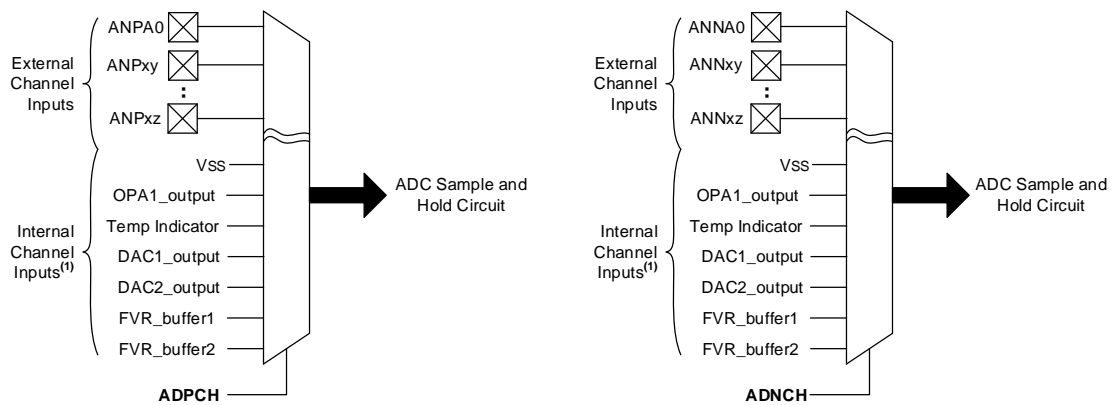 ANPA0
External
Channel
Inputs
ANPxy
:
ANPxz
VSS
OPA1_output
Temp Indicator
Internal
Channel
Inputs(1)
DAC1_output
DAC2_output
FVR_buffer1
FVR_buffer2
ADPCH
ADC Sample and
Hold Circuit
ANNA0
External
Channel
Inputs
ANNxy
:
ANNxz
VSS
OPA1_output
Temp Indicator
Internal
Channel
Inputs(1)
DAC1_output
DAC2_output
FVR_buffer1
FVR_buffer2
ADNCH
ADC Sample and
Hold Circuit